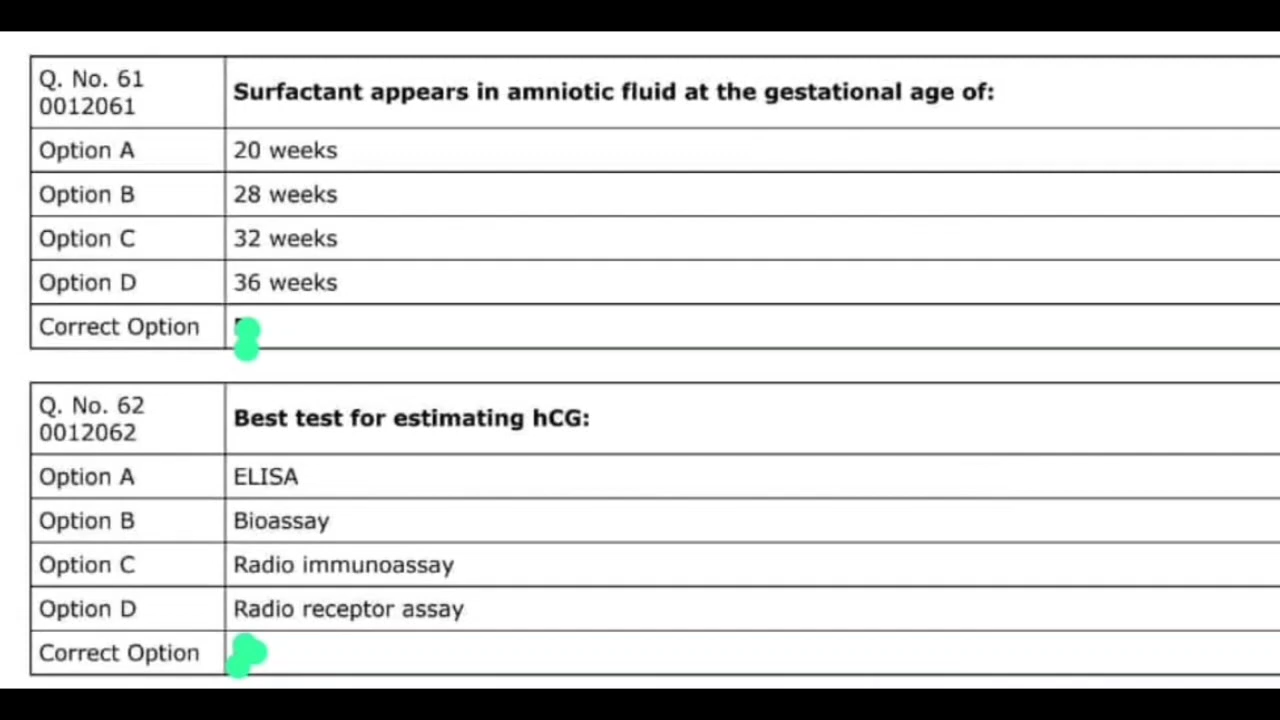 Q. No. 61
0012061
Surfactant appears in amniotic fluid at the gestational age of:
Option A
20 weeks
Option B
28 weeks
Option C
32 weeks
Option D
36 weeks
Correct Option
Q. No. 62
0012062
Best test for estimating hCG:
Option A
ELISA
Option B
Bioassay
Option C
Radio immunoassay
Option D
Radio receptor assay
Correct Option